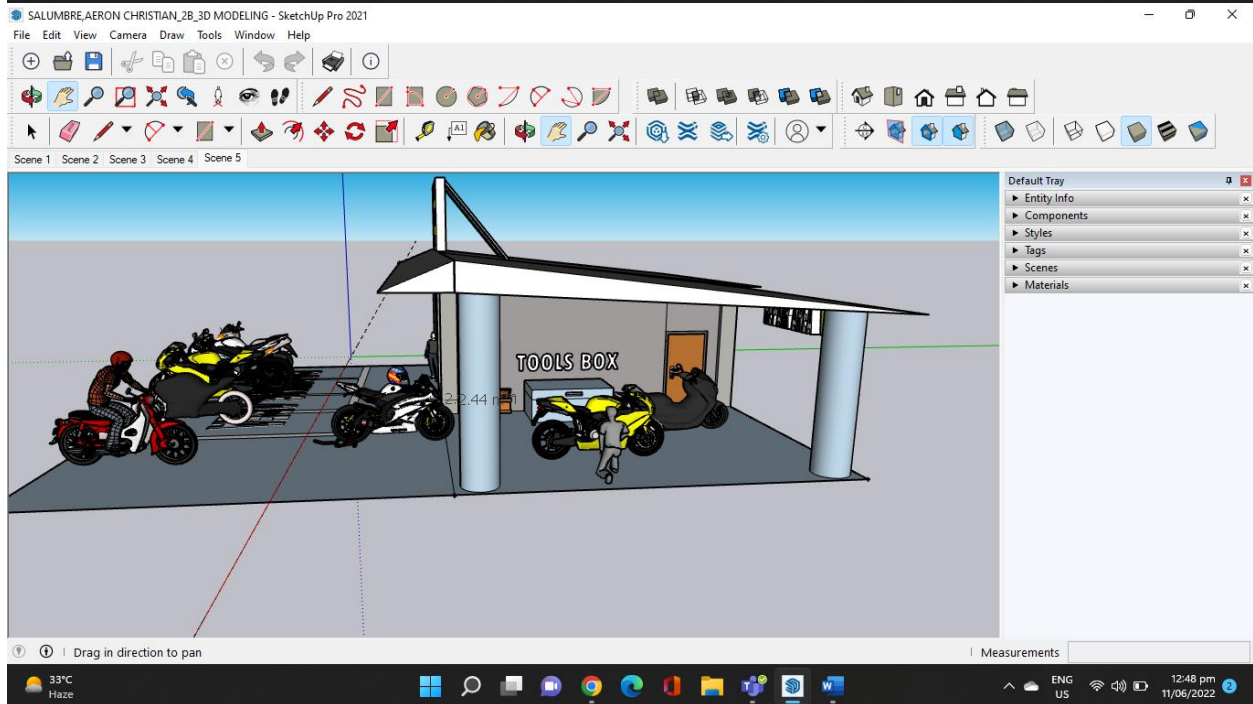 SALUMBRE,AERON CHRISTIAN_2B_3D MODELING - SketchUp Pro 2021
File Edit View Camera Draw Tools Window Help
A1
Scene 1 Scene 2 Scene 3 Scene 4 Scene 5
Default Tray
Entity Info
Components
Styles
Tags
Scenes
Materials
TOOLS BOX
Drag in direction to pan
Measurements
33°C
Haze
ENG
US
12:48 pm
11/06/2022
2